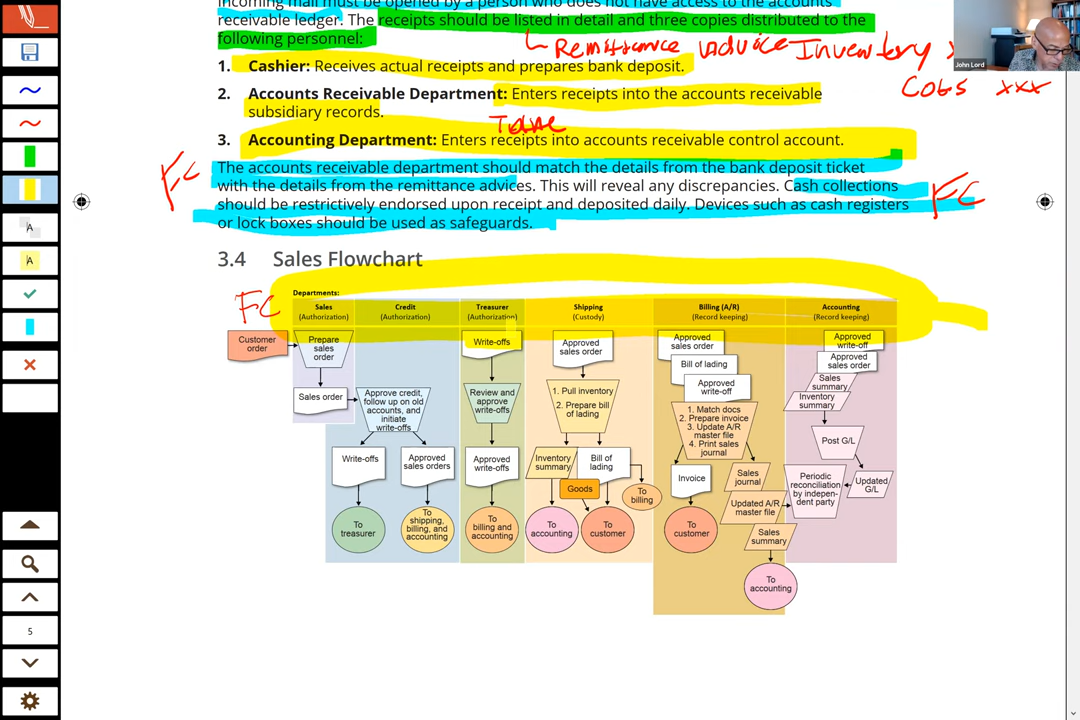 incoming mail must be opened by a person who does not have access to the accounts
receivable ledger. The receipts should be listed in detail and three copies distributed to the
following personnel:
Remittance advice Inventory
COGS xxx
John Lord
1. Cashier: Receives actual receipts and prepares bank deposit.
2. Accounts Receivable Department: Enters receipts into the accounts receivable
subsidiary records.
3. Accounting Department: Enters receipts into accounts receivable control account.
The accounts receivable department should match the details from the bank deposit ticket
with the details from the remittance advices. This will reveal any discrepancies. Cash collections
should be restrictively endorsed upon receipt and deposited daily. Devices such as cash registers
or lock boxes should be used as safeguards.
FC
FC
3.4 Sales Flowchart
FC
Departments:
Sales
(Authorization)
Credit
(Authorization)
Treasurer
(Authorization)
Shipping
(Custody)
Billing (A/R)
(Record keeping)
Accounting
(Record keeping)
Customer
order
Prepare
sales
order
Sales order
Approve credit,
follow up on old
accounts, and
initiate
write-offs
Write-offs
Approved
sales orders
To
treasurer
To
shipping,
billing, and
accounting
Write-offs
Review and
approve
write-offs
Approved
write-offs
To
billing and
accounting
Approved
sales order
1. Pull inventory
2. Prepare bill
of lading
Inventory
summary
Bill of
lading
Goods
To
billing
To
accounting
To
customer
Approved
sales order
Bill of lading
Approved
write-off
1. Match docs
2. Prepare invoice
3. Update A/R
master file
4. Print sales
journal
Invoice
Sales
journal
Updated A/R
master file
Sales
summary
To
customer
To
accounting
Approved
write-off
Approved
sales order
Sales
summary
Inventory
summary
Post G/L
Updated
G/L
Periodic
reconciliation
by indepen-
dent party
A
A
5